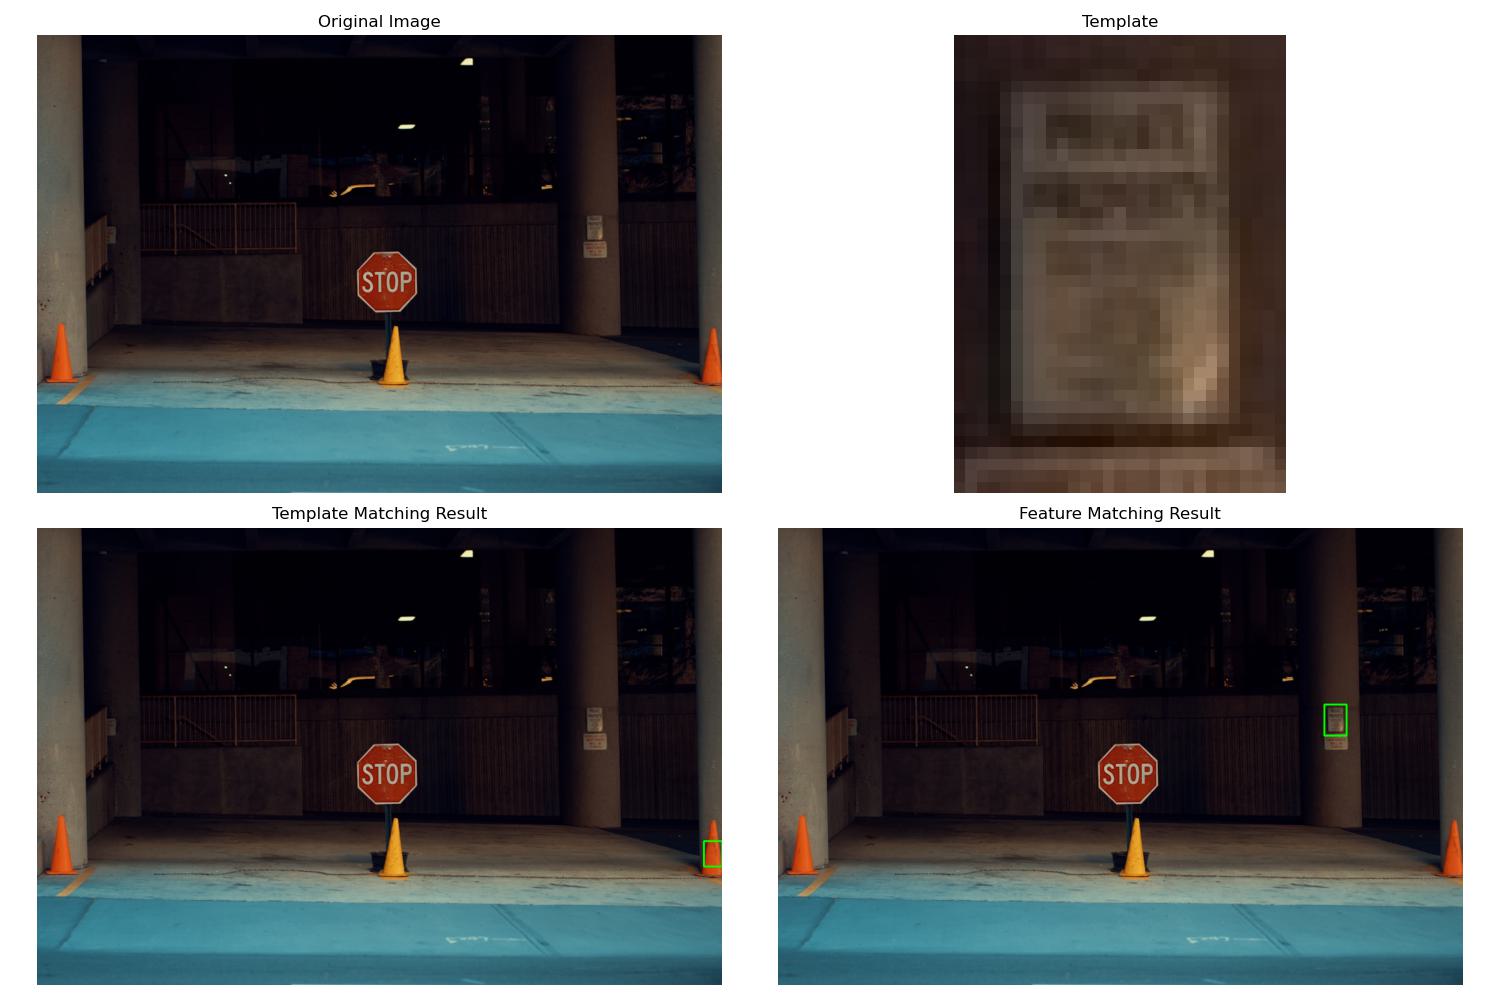 Original Image
Template
STOP
Template Matching Result
Feature Matching Result
STOP
STOP